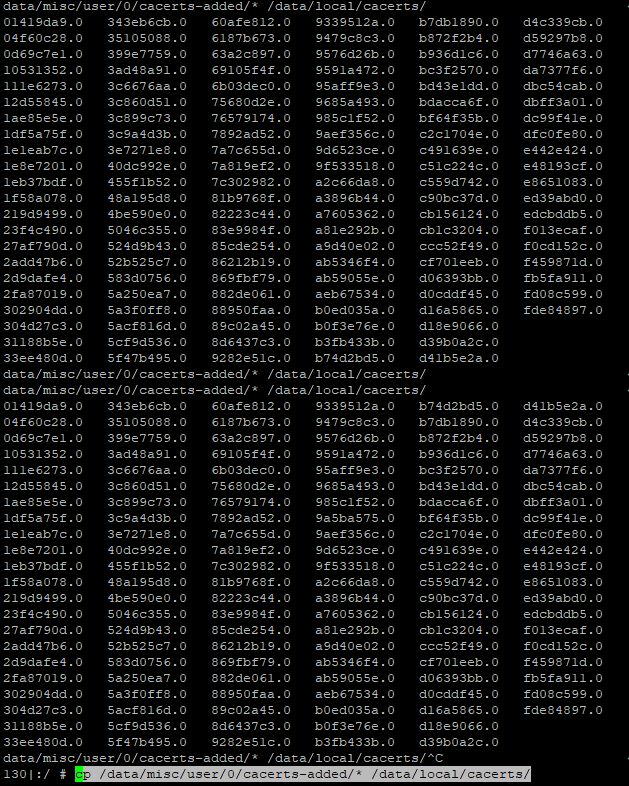 data/misc/user/0/cacerts-added/* /data/local/cacerts/
01419da9.0 343eb6cb.0 60afe812.0 9339512a.0 b7db1890.0 d4c339cb.0
04f60c28.0 35105088.0 6187b673.0 9479c8c3.0 b872f2b4.0 d59297b8.0
0d69c7e1.0 399e7759.0 63a2c897.0 9576d26b.0 b936d1c6.0 d7746a63.0
10531352.0 3ad48a91.0 69105f4f.0 9591a472.0 bc3f2570.0 da7377f6.0
111e6273.0 3c6676aa.0 6b03dec0.0 95aff9e3.0 bd43e1dd.0 dbc54cab.0
12d55845.0 3c860d51.0 75680d2e.0 9685a493.0 bdacca6f.0 dbff3a01.0
1ae85e5e.0 3c899c73.0 76579174.0 985c1f52.0 bf64f35b.0 dc99f41e.0
1df5a75f.0 3c9a4d3b.0 7892ad52.0 9aef356c.0 c2c1704e.0 dfc0fe80.0
1e1eab7c.0 3e7271e8.0 7a7c655d.0 9d6523ce.0 c491639e.0 e442e424.0
1e8e7201.0 40dc992e.0 7a819ef2.0 9f533518.0 c51c224c.0 e48193cf.0
1eb37bdf.0 455f1b52.0 7c302982.0 a2c66da8.0 c559d742.0 e8651083.0
1f58a078.0 48a195d8.0 81b9768f.0 a3896b44.0 c90bc37d.0 ed39abd0.0
219d9499.0 4be590e0.0 82223c44.0 a7605362.0 cb156124.0 edcbddb5.0
23f4c490.0 5046c355.0 83e9984f.0 a81e292b.0 cb1c3204.0 f013ecaf.0
27af790d.0 524d9b43.0 85cde254.0 a9d40e02.0 ccc52f49.0 f0cd152c.0
2add47b6.0 52b525c7.0 86212b19.0 ab5346f4.0 cf701eeb.0 f459871d.0
2d9dafe4.0 583d0756.0 869fbf79.0 ab59055e.0 d06393bb.0 fb5fa911.0
2fa87019.0 5a250ea7.0 882de061.0 aeb67534.0 d0cddf45.0 fd08c599.0
302904dd.0 5a3f0ff8.0 88950faa.0 b0ed035a.0 d16a5865.0 fde84897.0
304d27c3.0 5acf816d.0 89c02a45.0 b0f3e76e.0 d18e9066.0
31188b5e.0 5cf9d536.0 8d6437c3.0 b3fb433b.0 d39b0a2c.0
33ee480d.0 5f47b495.0 9282e51c.0 b74d2bd5.0 d41b5e2a.0
data/misc/user/0/cacerts-added/* /data/local/cacerts/
data/misc/user/0/cacerts-added/* /data/local/cacerts/
01419da9.0 343eb6cb.0 60afe812.0 9339512a.0 b74d2bd5.0 d41b5e2a.0
04f60c28.0 35105088.0 6187b673.0 9479c8c3.0 b7db1890.0 d4c339cb.0
0d69c7e1.0 399e7759.0 63a2c897.0 9576d26b.0 b872f2b4.0 d59297b8.0
10531352.0 3ad48a91.0 69105f4f.0 9591a472.0 b936d1c6.0 d7746a63.0
111e6273.0 3c6676aa.0 6b03dec0.0 95aff9e3.0 bc3f2570.0 da7377f6.0
12d55845.0 3c860d51.0 75680d2e.0 9685a493.0 bd43e1dd.0 dbc54cab.0
1ae85e5e.0 3c899c73.0 76579174.0 985c1f52.0 bdacca6f.0 dbff3a01.0
1df5a75f.0 3c9a4d3b.0 7892ad52.0 9a5ba575.0 bf64f35b.0 dc99f41e.0
1e1eab7c.0 3e7271e8.0 7a7c655d.0 9aef356c.0 c2c1704e.0 dfc0fe80.0
1e8e7201.0 40dc992e.0 7a819ef2.0 9d6523ce.0 c491639e.0 e442e424.0
1eb37bdf.0 455f1b52.0 7c302982.0 9f533518.0 c51c224c.0 e48193cf.0
1f58a078.0 48a195d8.0 81b9768f.0 a2c66da8.0 c559d742.0 e8651083.0
219d9499.0 4be590e0.0 82223c44.0 a3896b44.0 c90bc37d.0 ed39abd0.0
23f4c490.0 5046c355.0 83e9984f.0 a7605362.0 cb156124.0 edcbddb5.0
27af790d.0 524d9b43.0 85cde254.0 a81e292b.0 cb1c3204.0 f013ecaf.0
2add47b6.0 52b525c7.0 86212b19.0 a9d40e02.0 ccc52f49.0 f0cd152c.0
2d9dafe4.0 583d0756.0 869fbf79.0 ab5346f4.0 cf701eeb.0 f459871d.0
2fa87019.0 5a250ea7.0 882de061.0 ab59055e.0 d06393bb.0 fb5fa911.0
302904dd.0 5a3f0ff8.0 88950faa.0 aeb67534.0 d0cddf45.0 fd08c599.0
304d27c3.0 5acf816d.0 89c02a45.0 b0ed035a.0 d16a5865.0 fde84897.0
31188b5e.0 5cf9d536.0 8d6437c3.0 b0f3e76e.0 d18e9066.0
33ee480d.0 5f47b495.0 9282e51c.0 b3fb433b.0 d39b0a2c.0
data/misc/user/0/cacerts-added/* /data/local/cacerts/^C
130|:/ # cp /data/misc/user/0/cacerts-added/* /data/local/cacerts/